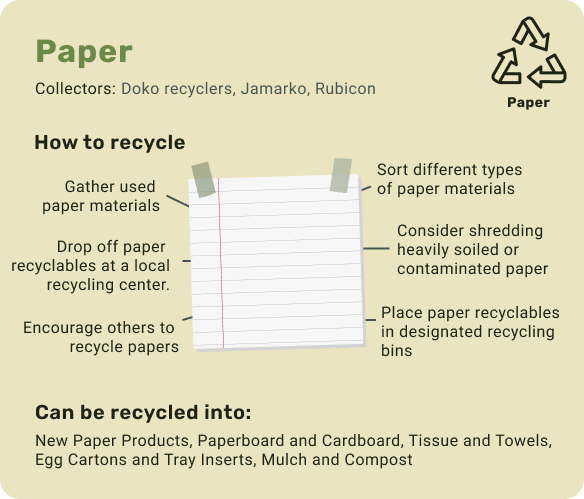 Paper
Collectors: Doko recyclers, Jamarko, Rubicon
Paper
How to recycle
Gather used
paper materials
Sort different types
of paper materials
Drop off paper
recyclables at a local
recycling center.
Consider shredding
heavily soiled or
contaminated paper
Encourage others to
recycle papers
Place paper recyclables
in designated recycling
bins
Can be recycled into:
New Paper Products, Paperboard and Cardboard, Tissue and Towels,
Egg Cartons and Tray Inserts, Mulch and Compost